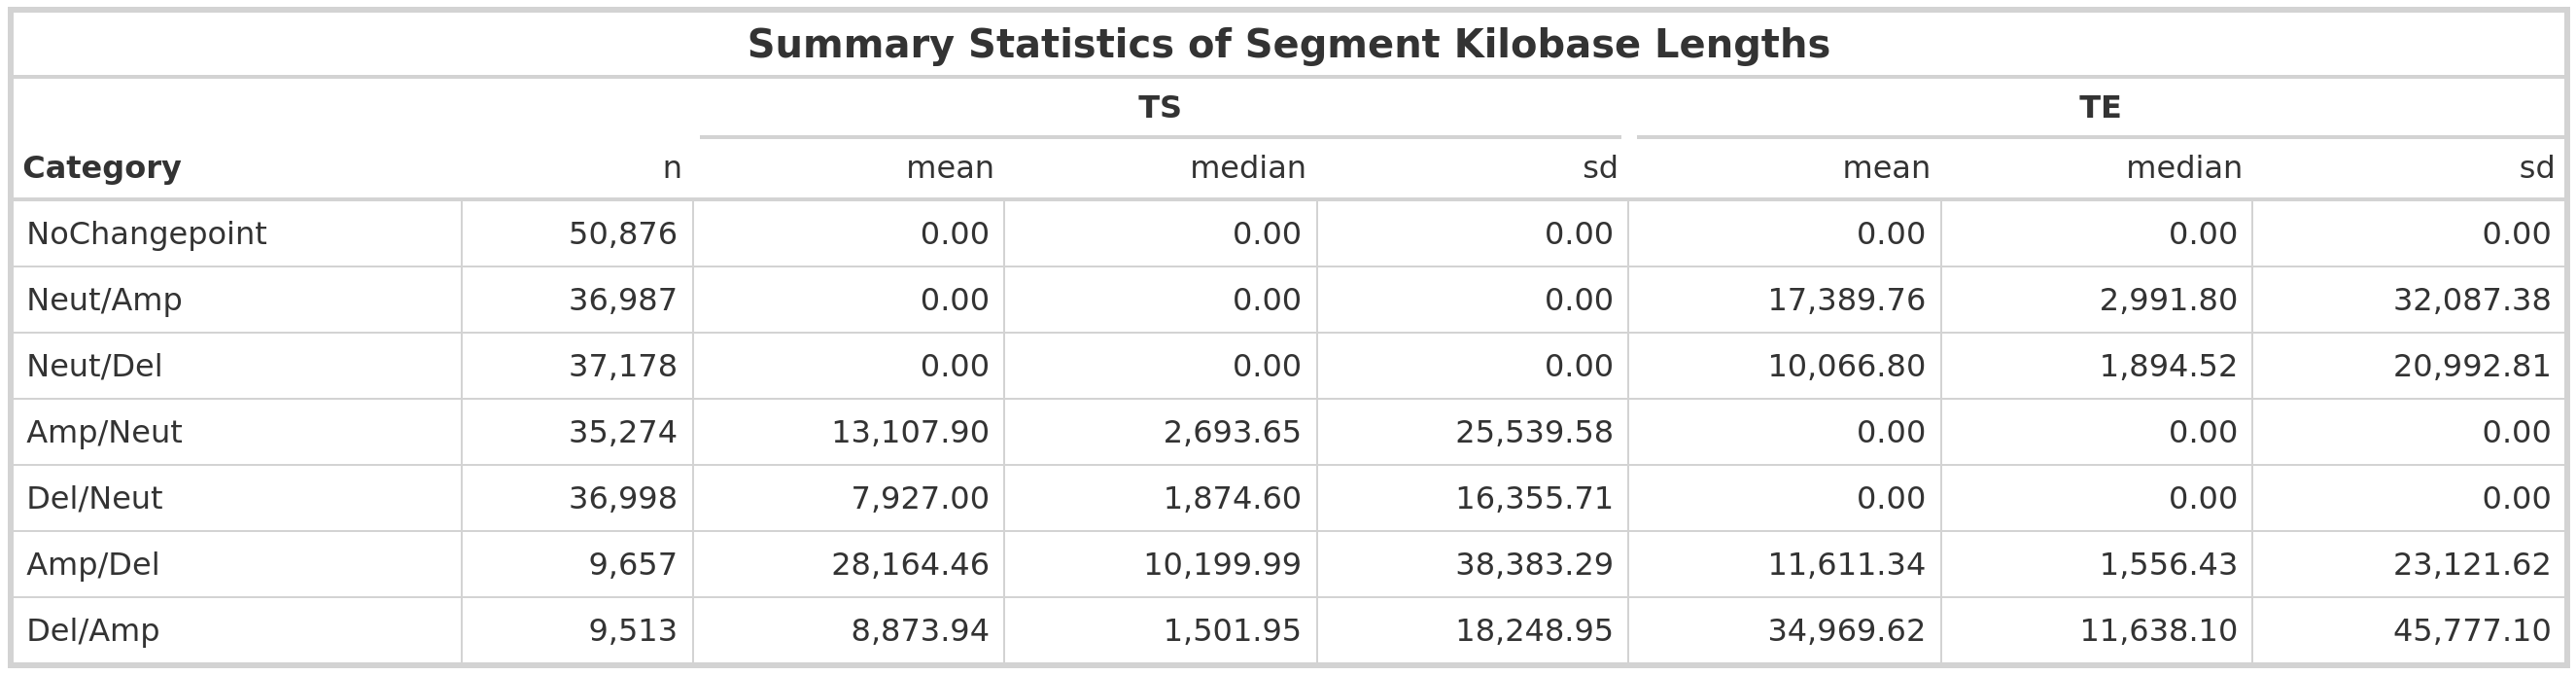 Summary Statistics of Segment Kilobase Lengths
TS TE
Category n mean median sd mean median sd
NoChangepoint 50,876 0.00 0.00 0.00 0.00 0.00 0.00
Neut/Amp 36,987 0.00 0.00 0.00 17,389.76 2,991.80 32,087.38
Neut/Del 37,178 0.00 0.00 0.00 10,066.80 1,894.52 20,992.81
Amp/Neut 35,274 13,107.90 2,693.65 25,539.58 0.00 0.00 0.00
Del/Neut 36,998 7,927.00 1,874.60 16,355.71 0.00 0.00 0.00
Amp/Del 9,657 28,164.46 10,199.99 38,383.29 11,611.34 1,556.43 23,121.62
Del/Amp 9,513 8,873.94 1,501.95 18,248.95 34,969.62 11,638.10 45,777.10